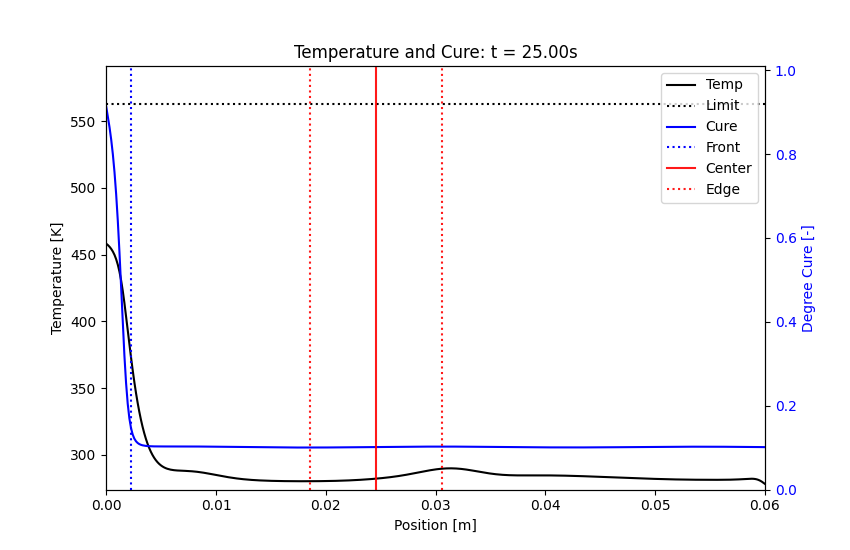 Temperature and Cure: t = 25.00s
Temp
Limit
Cure
Front
Center
Edge
Temperature [K]
550
500
450
400
350
300
1.0
0.8
0.6
0.4
0.2
0.0
Degree Cure [-]
0.00 0.01 0.02 0.03 0.04 0.05 0.06
Position [m]